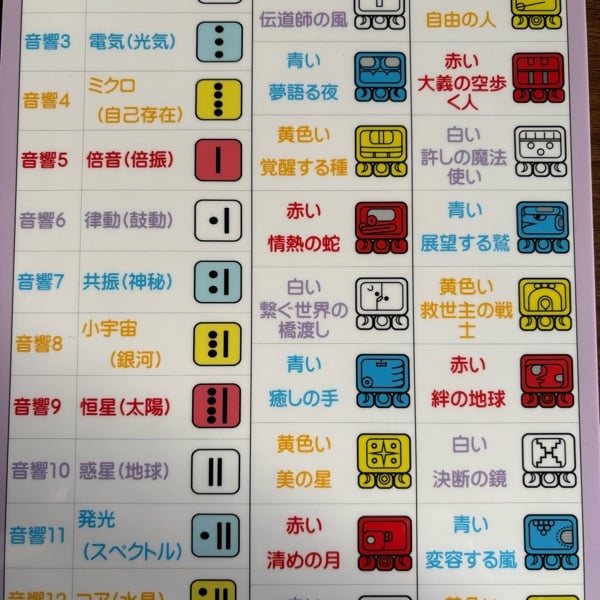 音響3
電気(光気)
音響4
ミクロ
(自己存在)
音響5
倍音(倍振)
音響6
律動(鼓動)
音響7
共振(神秘)
音響8
小宇宙
(銀河)
音響9
恒星(太陽)
音響10
惑星(地球)
音響11
発光
(スペクトル)
音響12
伝道師の風
青い
夢語る夜
黄色い
覚醒する種
赤い
情熱の蛇
白い
繋ぐ世界の
橋渡し
青い
癒しの手
黄色い
美の星
赤い
清めの月
白い
自由の人
赤い
大義の空歩
く人
白い
許しの魔法
使い
青い
展望する鷲
黄色い
救世主の戦
士
赤い
絆の地球
白い
決断の鏡
青い
変容する嵐
黄色い